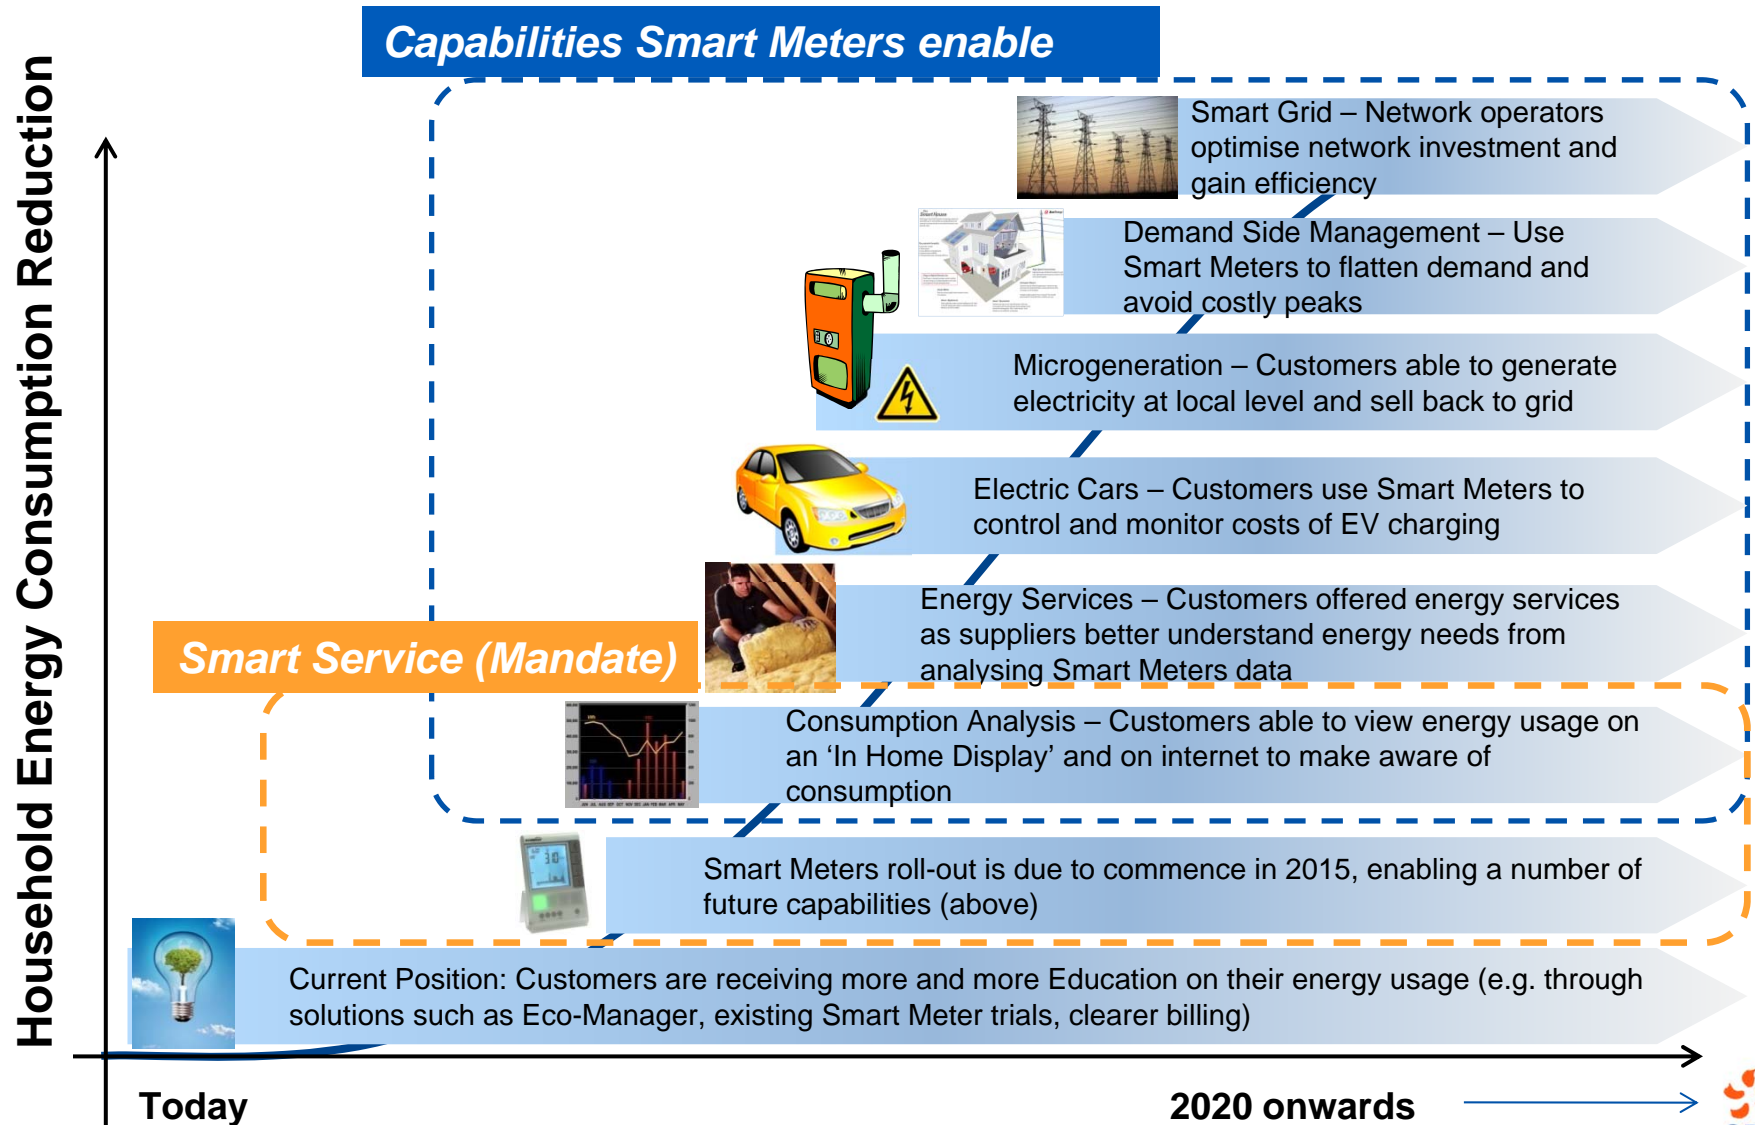 Capabilities Smart Meters enable
Household Energy Consumption Reduction
Smart Grid – Network operators
optimise network investment and
gain efficiency
Demand Side Management – Use
Smart Meters to flatten demand and
avoid costly peaks
Microgeneration – Customers able to generate
electricity at local level and sell back to grid
Electric Cars – Customers use Smart Meters to
control and monitor costs of EV charging
Energy Services – Customers offered energy services
as suppliers better understand energy needs from
analysing Smart Meters data
Smart Service (Mandate)
Consumption Analysis – Customers able to view energy usage on
an ‘In Home Display’ and on internet to make aware of
consumption
Smart Meters roll-out is due to commence in 2015, enabling a number of
future capabilities (above)
Current Position: Customers are receiving more and more Education on their energy usage (e.g. through
solutions such as Eco-Manager, existing Smart Meter trials, clearer billing)
Today
2020 onwards